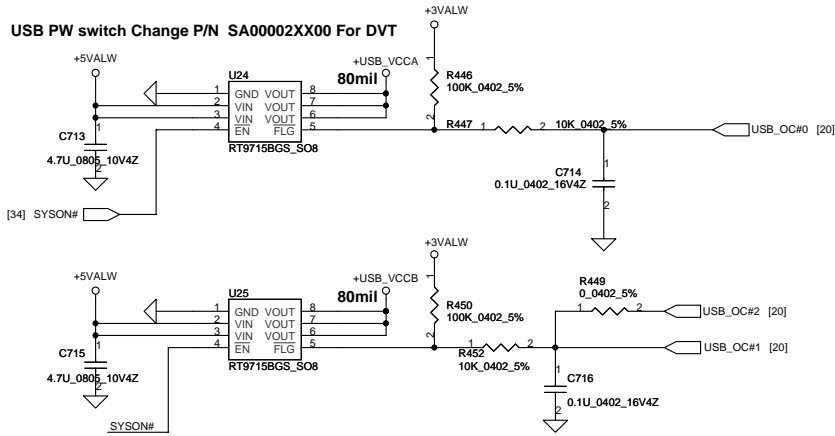 USB PW switch Change P/N SA00002XX00 For DVT
+3VALW
+5VALW
+USB_VCCA
80mil
U24
1 GND VOUT 8
2 VIN VOUT 7
3 VIN VOUT 6
4 EN FLG 5
RT9715BGS_SO8
1
R446
100K_0402_5%
2
R447 1 2 10K_0402_5%
USB_OC#0 [20]
C713
1
4.7U_0805_10V4Z
2
C714
1
0.1U_0402_16V4Z
2
[34] SYSON#
+3VALW
+5VALW
+USB_VCCB
80mil
U25
1 GND VOUT 8
2 VIN VOUT 7
3 VIN VOUT 6
4 EN FLG 5
RT9715BGS_SO8
1
R450
100K_0402_5%
2
R449
0_0402_5%
1 2
USB_OC#2 [20]
1 2
R452
10K_0402_5%
USB_OC#1 [20]
C715
1
4.7U_0805_10V4Z
2
1
C716
0.1U_0402_16V4Z
2
SYSON#